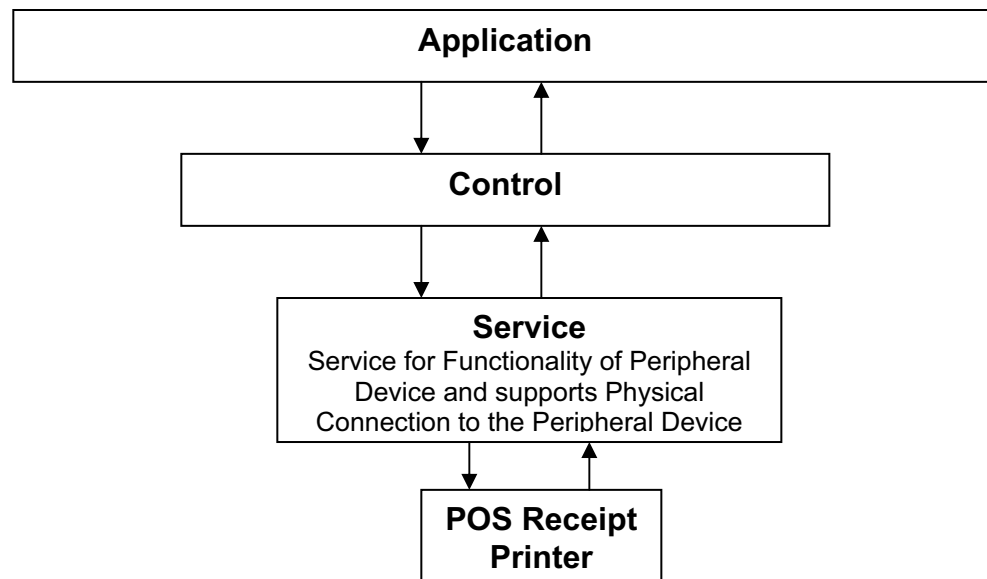 Application
Control
Service
Service for Functionality of Peripheral
Device and supports Physical
Connection to the Peripheral Device
POS Receipt
Printer